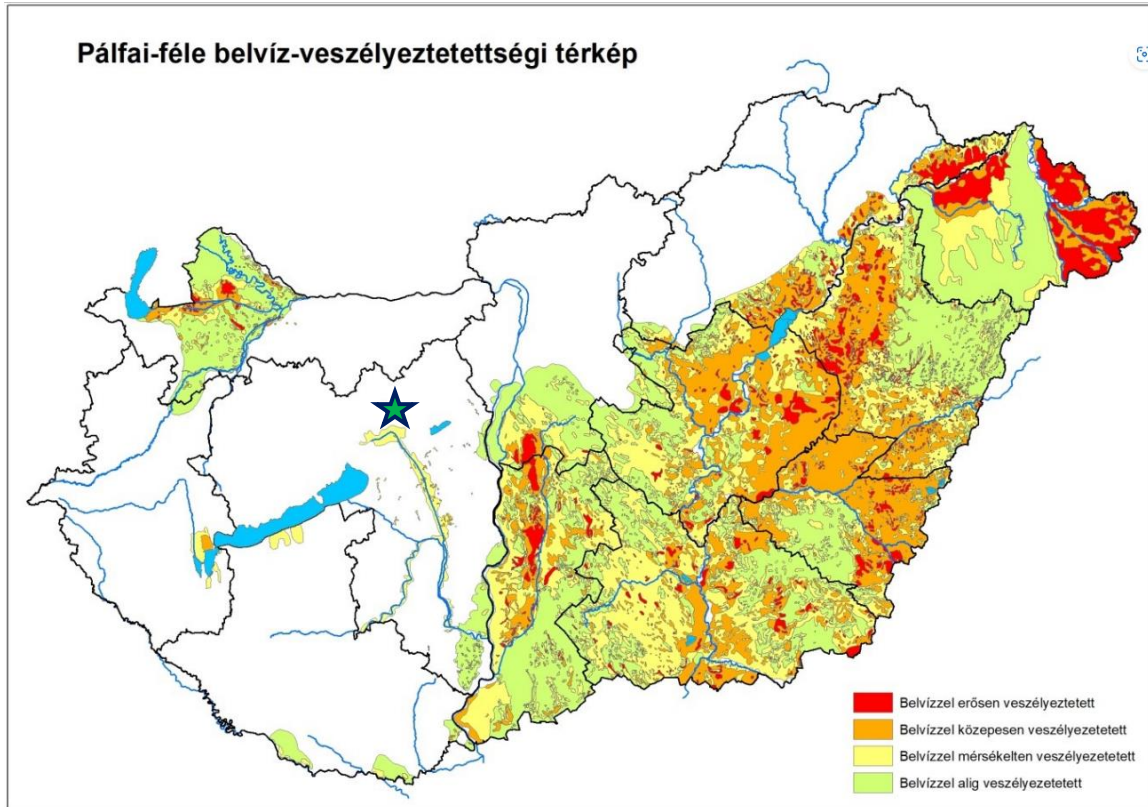 Pálfai-féle belvíz-veszélyeztetettségi térkép
Belvízzel erősen veszélyeztetett
Belvízzel közepesen veszélyezetetett
Belvízzel mérsékelten veszélyezetetett
Belvízzel alig veszélyezetetett